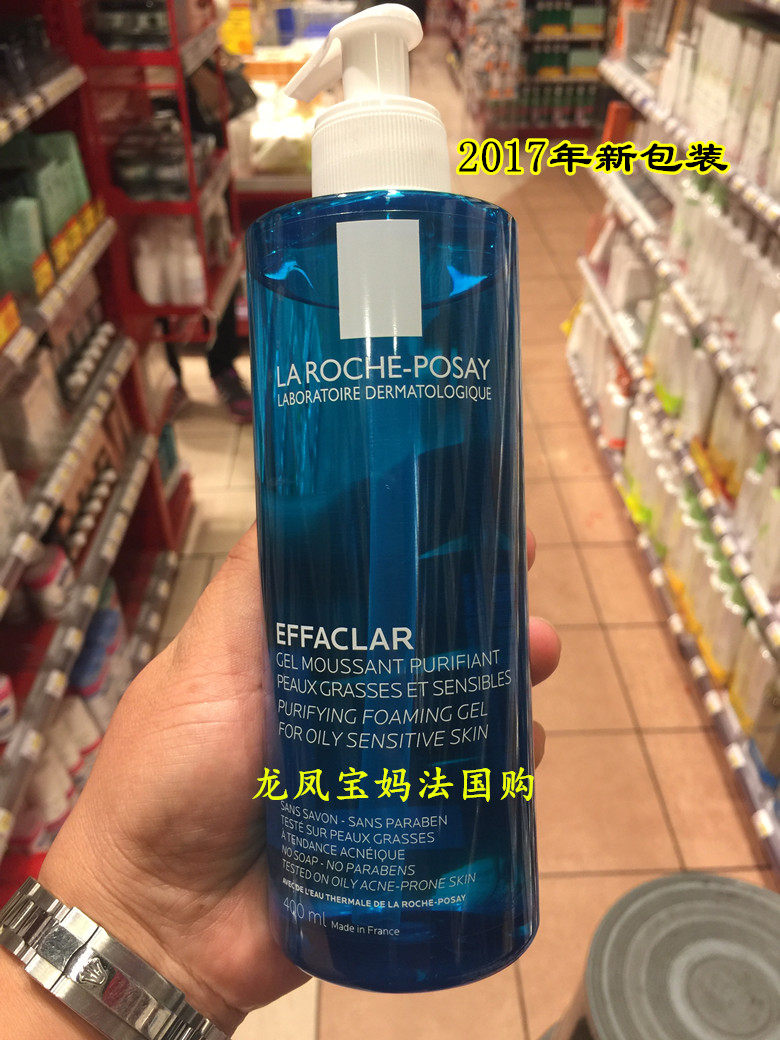 2017年新包装
LA ROCHE-POSAY
LABORATOIRE DERMATOLOGIQUE
EFFACLAR
GEL MOUSSANT PURIFIANT
PEAUX GRASSES ET SENSIBLES
PURIFYING FOAMING GEL
FOR OILY SENSITIVE SKIN
龙凤宝妈法国购
SANS SAVON - SANS PARABEN
TESTÉ SUR PEAUX GRASSES
À TENDANCE ACNÉIQUE
NO SOAP - NO PARABENS
TESTED ON OILY ACNE-PRONE SKIN
AVEC DE L'EAU THERMALE DE LA ROCHE-POSAY
400 ml Made in France